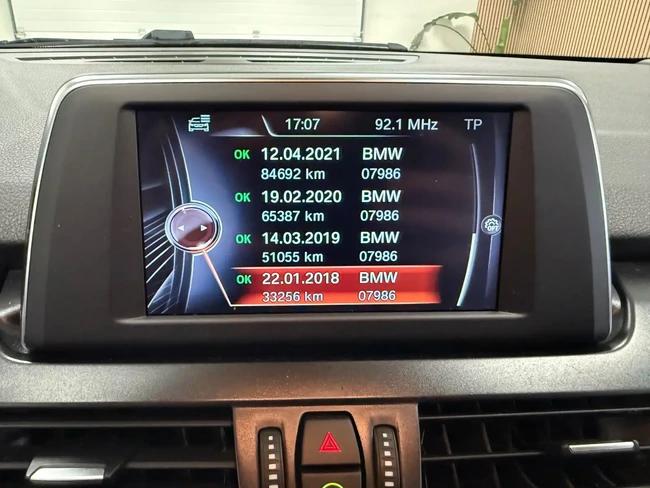 17:07 92.1 MHz TP
OK 12.04.2021 BMW
84692 km 07986
OK 19.02.2020 BMW
65387 km 07986
OK 14.03.2019 BMW
51055 km 07986
OK 22.01.2018 BMW
33256 km 07986
OFF